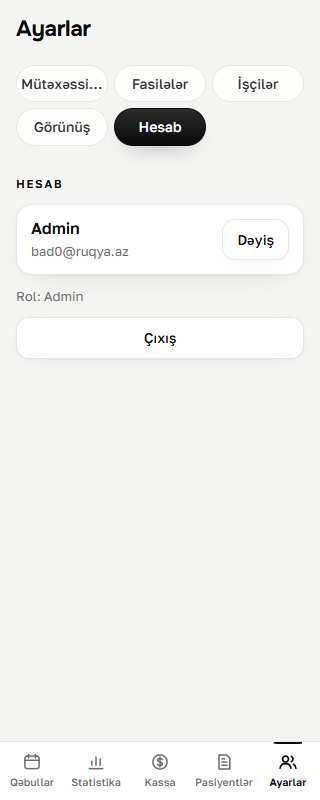 Ayarlar
Mütəxəssi...
Fasilələr
İşçilər
Görünüş
Hesab
HESAB
Admin
bad0@ruqya.az
Dəyiş
Rol: Admin
Çıxış
Qəbullar
Statistika
Kassa
Pasiyentlər
Ayarlar